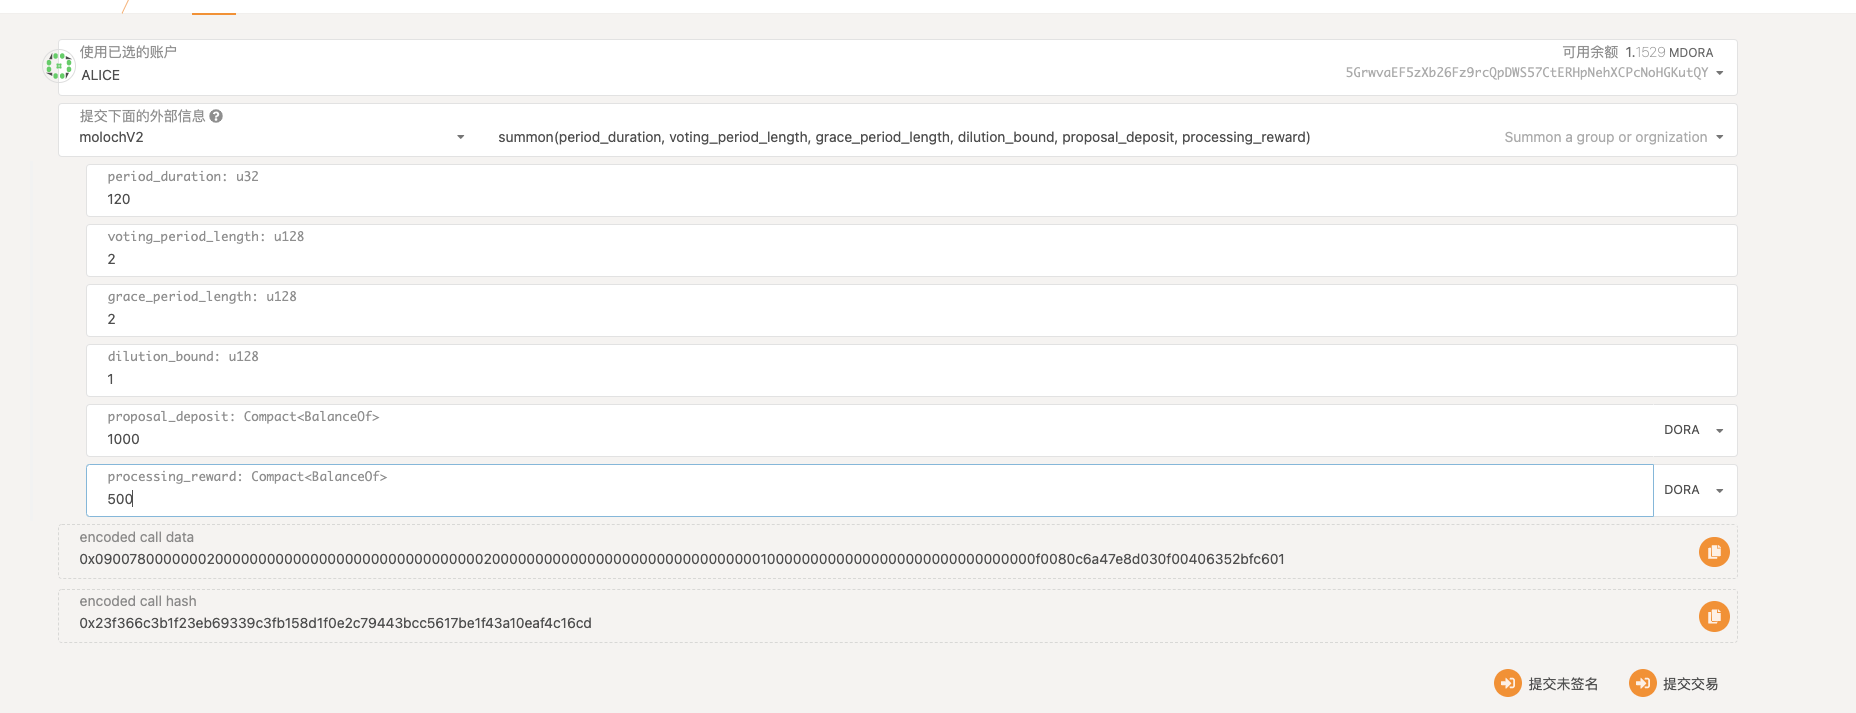 使用已选的账户
可用余额 1.1529 MDORA
ALICE
5GrwvaEF5zXb26Fz9rcQpDWS57CtERHpNehXCPcNoHGKutQY
提交下面的外部信息
molochV2
summon(period_duration, voting_period_length, grace_period_length, dilution_bound, proposal_deposit, processing_reward)
Summon a group or orgnization
period_duration: u32
120
voting_period_length: u128
2
grace_period_length: u128
2
dilution_bound: u128
1
proposal_deposit: Compact<BalanceOf>
1000
DORA
processing_reward: Compact<BalanceOf>
500
DORA
encoded call data
0x090078000000020000000000000000000000000000000200000000000000000000000000000001000000000000000000000000000000000f0080c6a47e8d030f00406352bfc601
encoded call hash
0x23f366c3b1f23eb69339c3fb158d1f0e2c79443bcc5617be1f43a10eaf4c16cd
提交未签名
提交交易